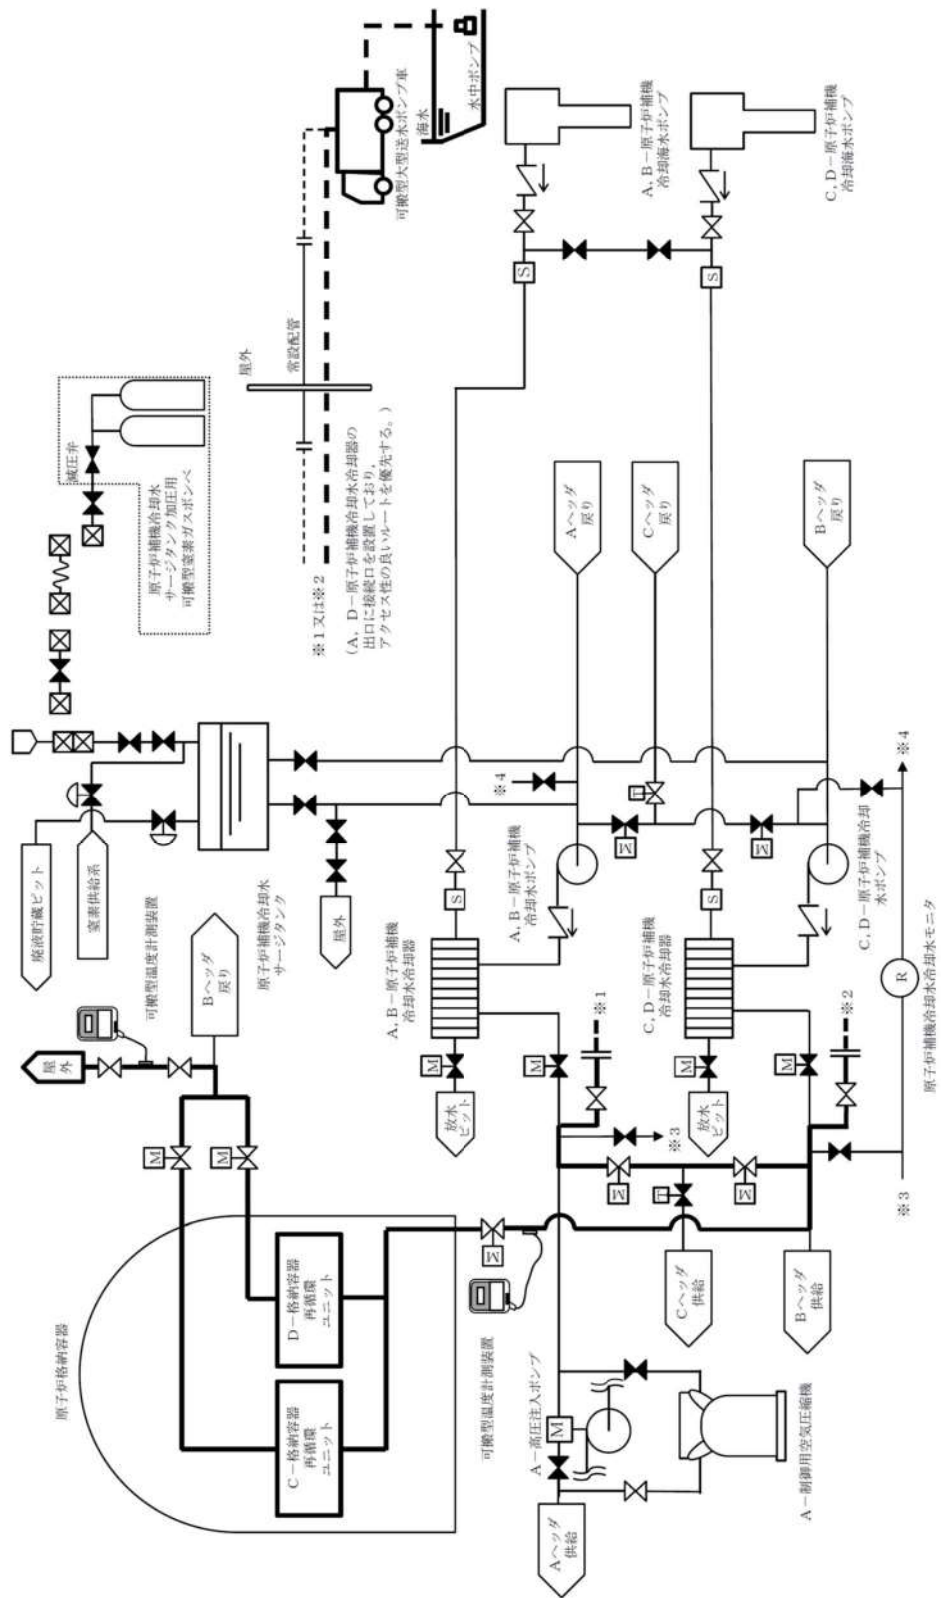 原子炉格納容器
C－格納容器
再循環
ユニット
D－格納容器
再循環
ユニット
M
M
屋外
可搬型温度計測装置
Bヘッダ
戻り
廃液貯蔵ピット
窒素供給系
原子炉補機冷却水
サージタンク
屋外
減圧弁
原子炉補機冷却水
サージタンク加圧用
可搬型窒素ガスボンベ
※1又は※2
(A，D－原子炉補機冷却水冷却器の
出口に接続口を設置しており，
アクセス性の良いルートを優先する。)
屋外
常設配管
可搬型大型送水ポンプ車
海水
水中ポンプ
A，B－原子炉補機
冷却海水ポンプ
C，D－原子炉補機
冷却海水ポンプ
S
S
Aヘッダ
戻り
Cヘッダ
戻り
Bヘッダ
戻り
※4
T
M
M
A，B－原子炉補機
冷却水ポンプ
C，D－原子炉補機冷却
水ポンプ
※4
S
S
A，B－原子炉補機
冷却水冷却器
C，D－原子炉補機
冷却水冷却器
R
原子炉補機冷却水冷却水モニタ
M
放水
ピット
M
※1
M
放水
ピット
M
※2
※3
M
T
M
※3
M
可搬型温度計測装置
Cヘッダ
供給
Bヘッダ
供給
A－高圧注入ポンプ
M
Aヘッダ
供給
A－制御用空気圧縮機